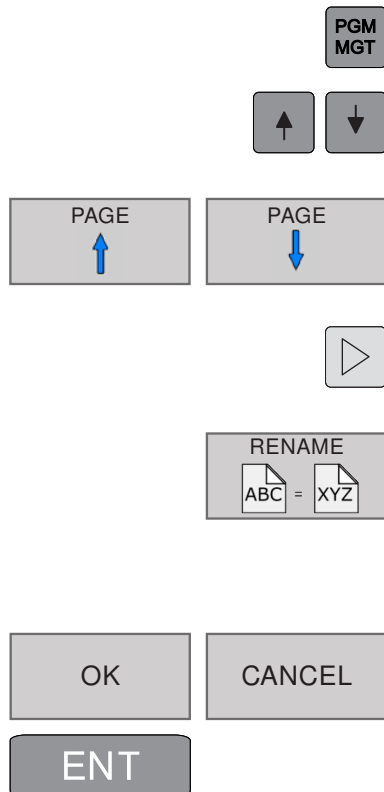 PGM
MGT
PAGE PAGE
RENAME
ABC = XYZ
OK CANCEL
ENT